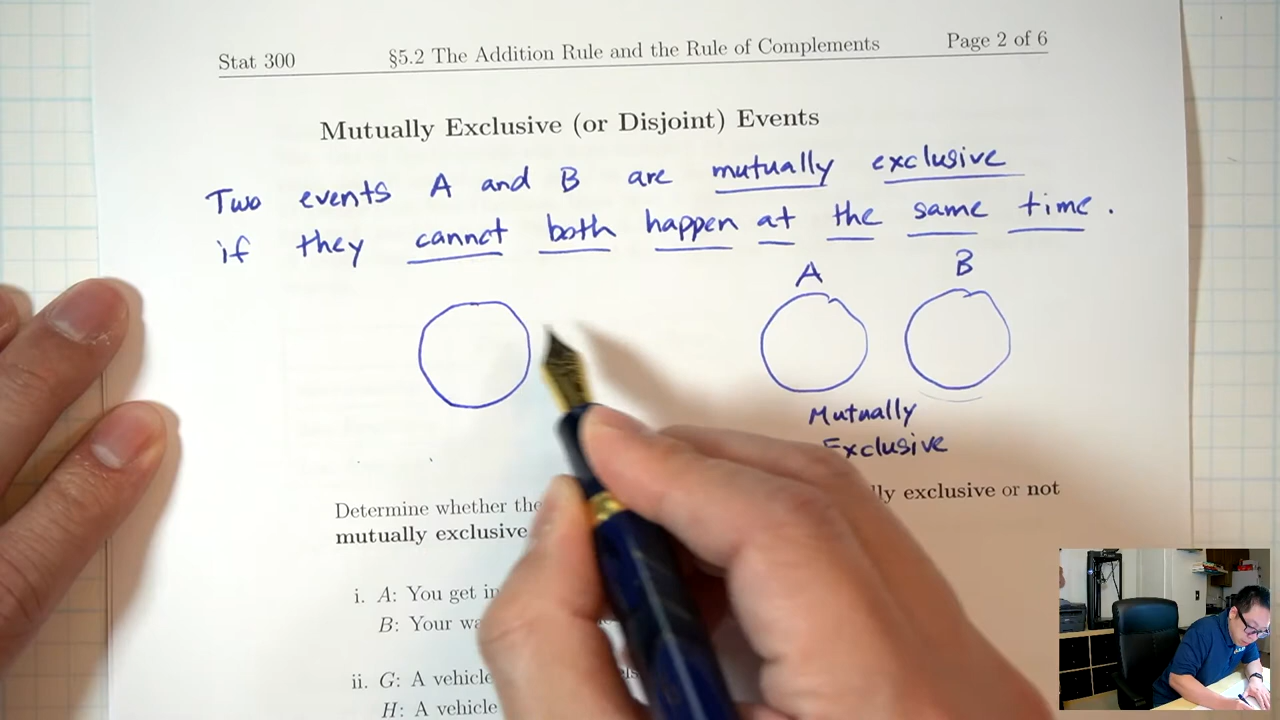 Stat 300 §5.2 The Addition Rule and the Rule of Complements Page 2 of 6
Mutually Exclusive (or Disjoint) Events
Two events A and B are mutually exclusive
if they cannot both happen at the same time.
A B
Mutually
Exclusive
Determine whether the ly exclusive or not
mutually exclusive
i. A: You get in
B: Your
ii. G: A vehicle
H: A vehicle